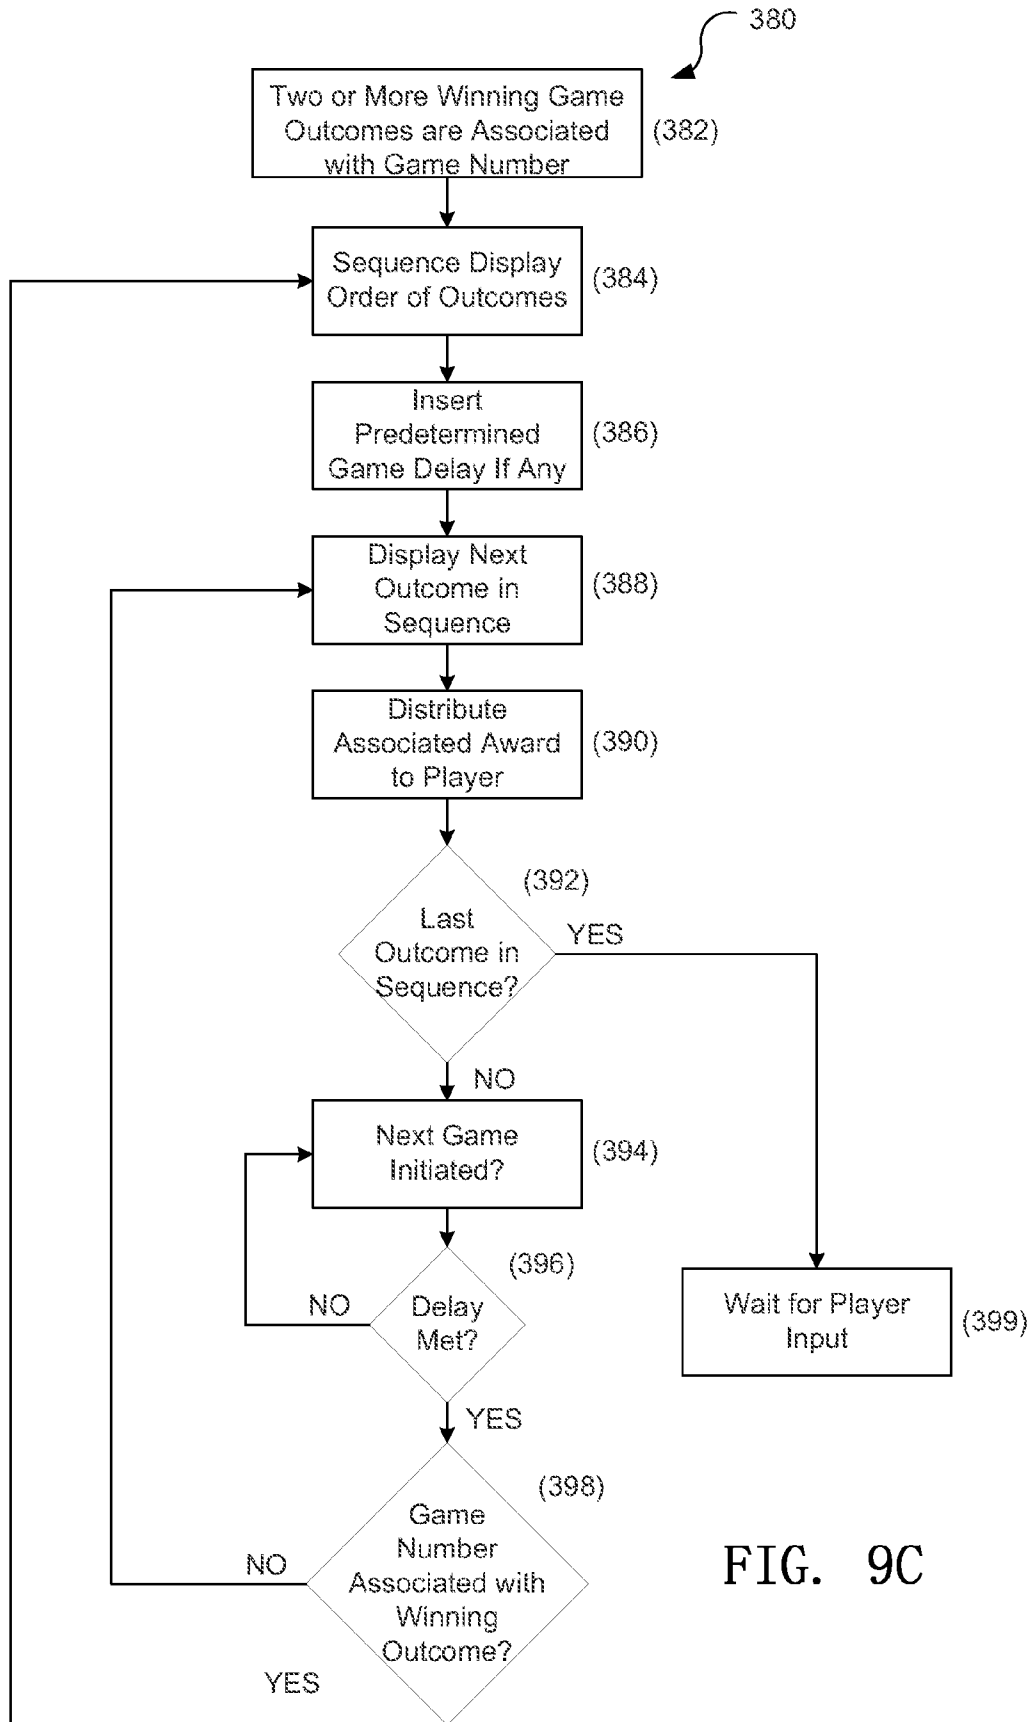 380
Two or More Winning Game
Outcomes are Associated
with Game Number
(382)
Sequence Display
Order of Outcomes
(384)
Insert
Predetermined
Game Delay If Any
(386)
Display Next
Outcome in
Sequence
(388)
Distribute
Associated Award
to Player
(390)
(392)
Last
Outcome in
Sequence?
YES
NO
Next Game
Initiated?
(394)
(396)
Delay
Met?
NO
Wait for Player
Input
(399)
YES
(398)
Game
Number
Associated with
Winning
Outcome?
NO
YES
FIG. 9C